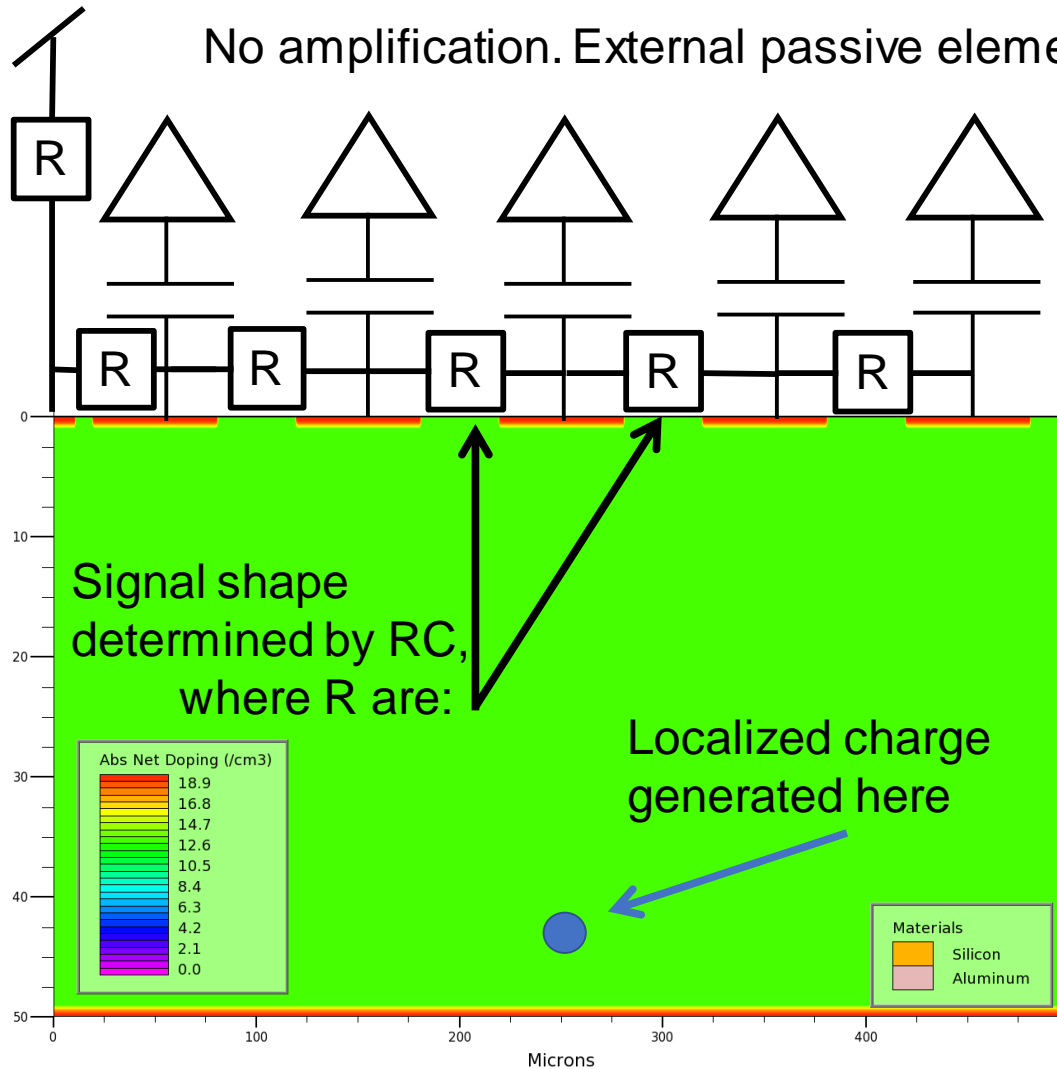 No amplification. External passive eleme
R
R
R
R
R
R
0
10
20
30
40
50
Signal shape
determined by RC,
where R are:
Localized charge
generated here
Abs Net Doping (/cm3)
18.9
16.8
14.7
12.6
10.5
8.4
6.3
4.2
2.1
0.0
Materials
Silicon
Aluminum
0
100
200
300
400
Microns